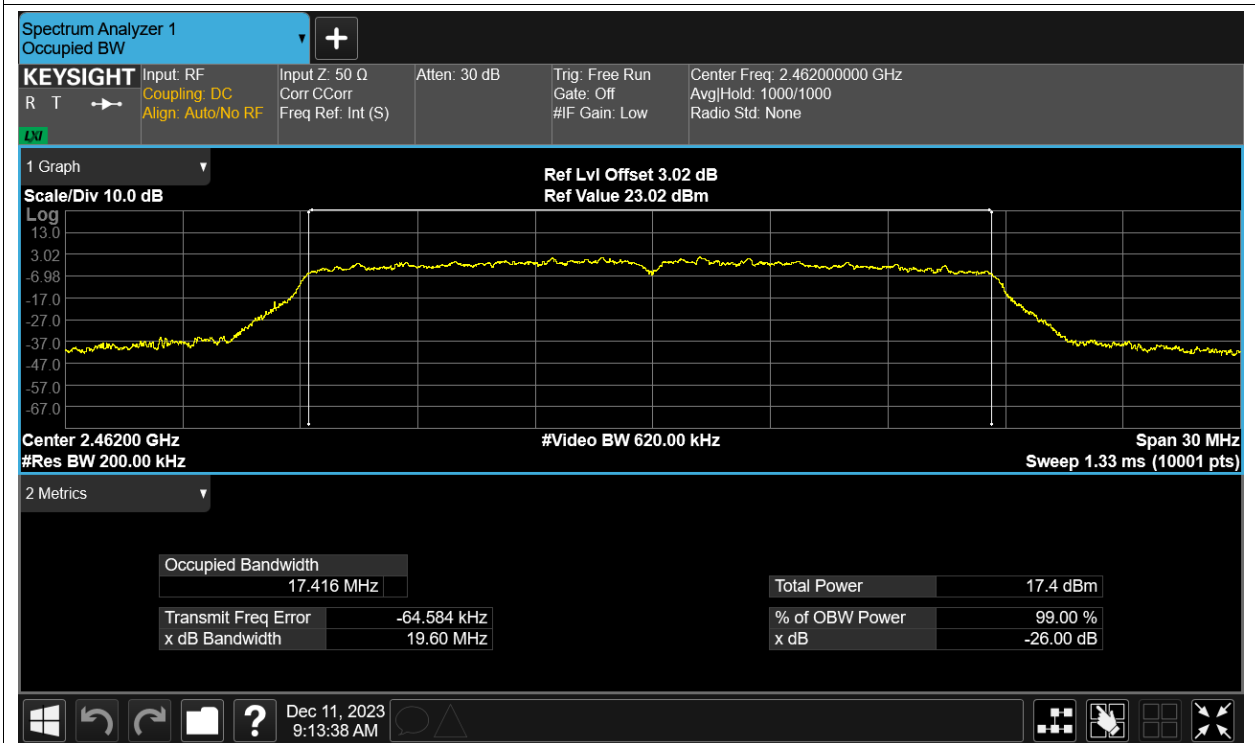 Spectrum Analyzer 1
Occupied BW
KEYSIGHT
R T
LXI
Input: RF
Coupling: DC
Align: Auto/No RF
Input Z: 50 Ω
Corr CCorr
Freq Ref: Int (S)
Atten: 30 dB
Trig: Free Run
Gate: Off
#IF Gain: Low
Center Freq: 2.462000000 GHz
Avg|Hold: 1000/1000
Radio Std: None
1 Graph
Scale/Div 10.0 dB
Ref Lvl Offset 3.02 dB
Ref Value 23.02 dBm
Log
13.0
3.02
-6.98
-17.0
-27.0
-37.0
-47.0
-57.0
-67.0
Center 2.46200 GHz
#Video BW 620.00 kHz
Span 30 MHz
#Res BW 200.00 kHz
Sweep 1.33 ms (10001 pts)
2 Metrics
Occupied Bandwidth
17.416 MHz
Total Power 17.4 dBm
Transmit Freq Error -64.584 kHz
% of OBW Power 99.00 %
x dB Bandwidth 19.60 MHz
x dB -26.00 dB
?
Dec 11, 2023
9:13:38 AM